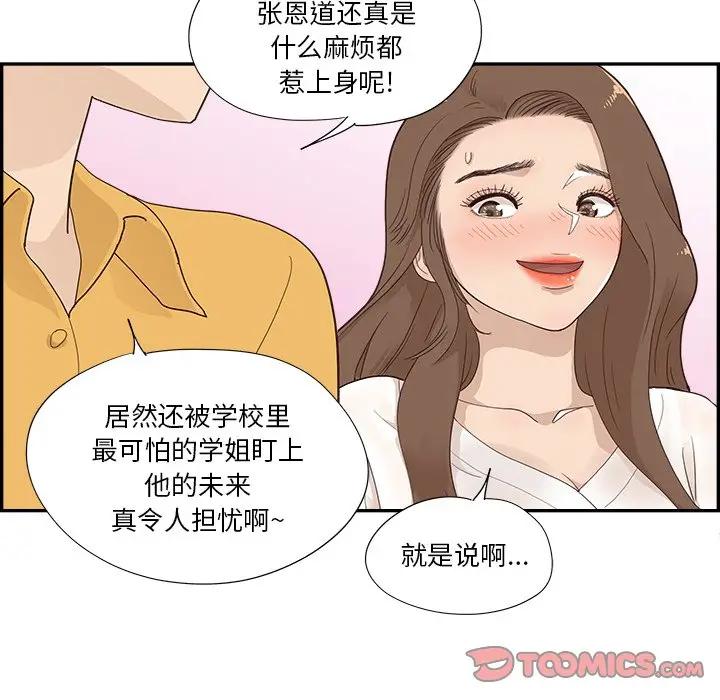 张恩道还真是
什么麻烦都
惹上身呢!
居然还被学校里
最可怕的学姐盯上
他的未来
真令人担忧啊~
就是说啊...
TOOMICS.COM